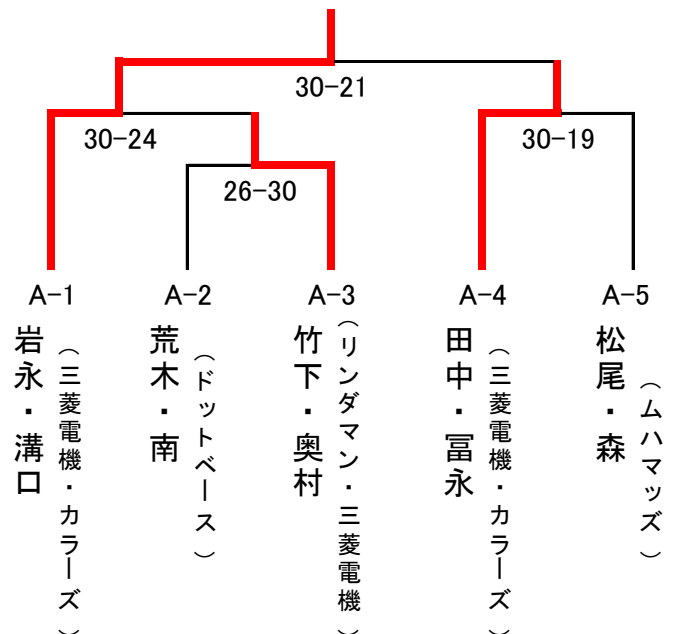 30-21
30-24
30-19
26-30
A-1
A-2
A-3
A-4
A-5
岩永・溝口
（三菱電機・カラーズ）
荒木・南
（ドットベース）
竹下・奥村
（リンダマン・三菱電機）
田中・冨永
（三菱電機・カラーズ）
松尾・森
（ムハマッズ）